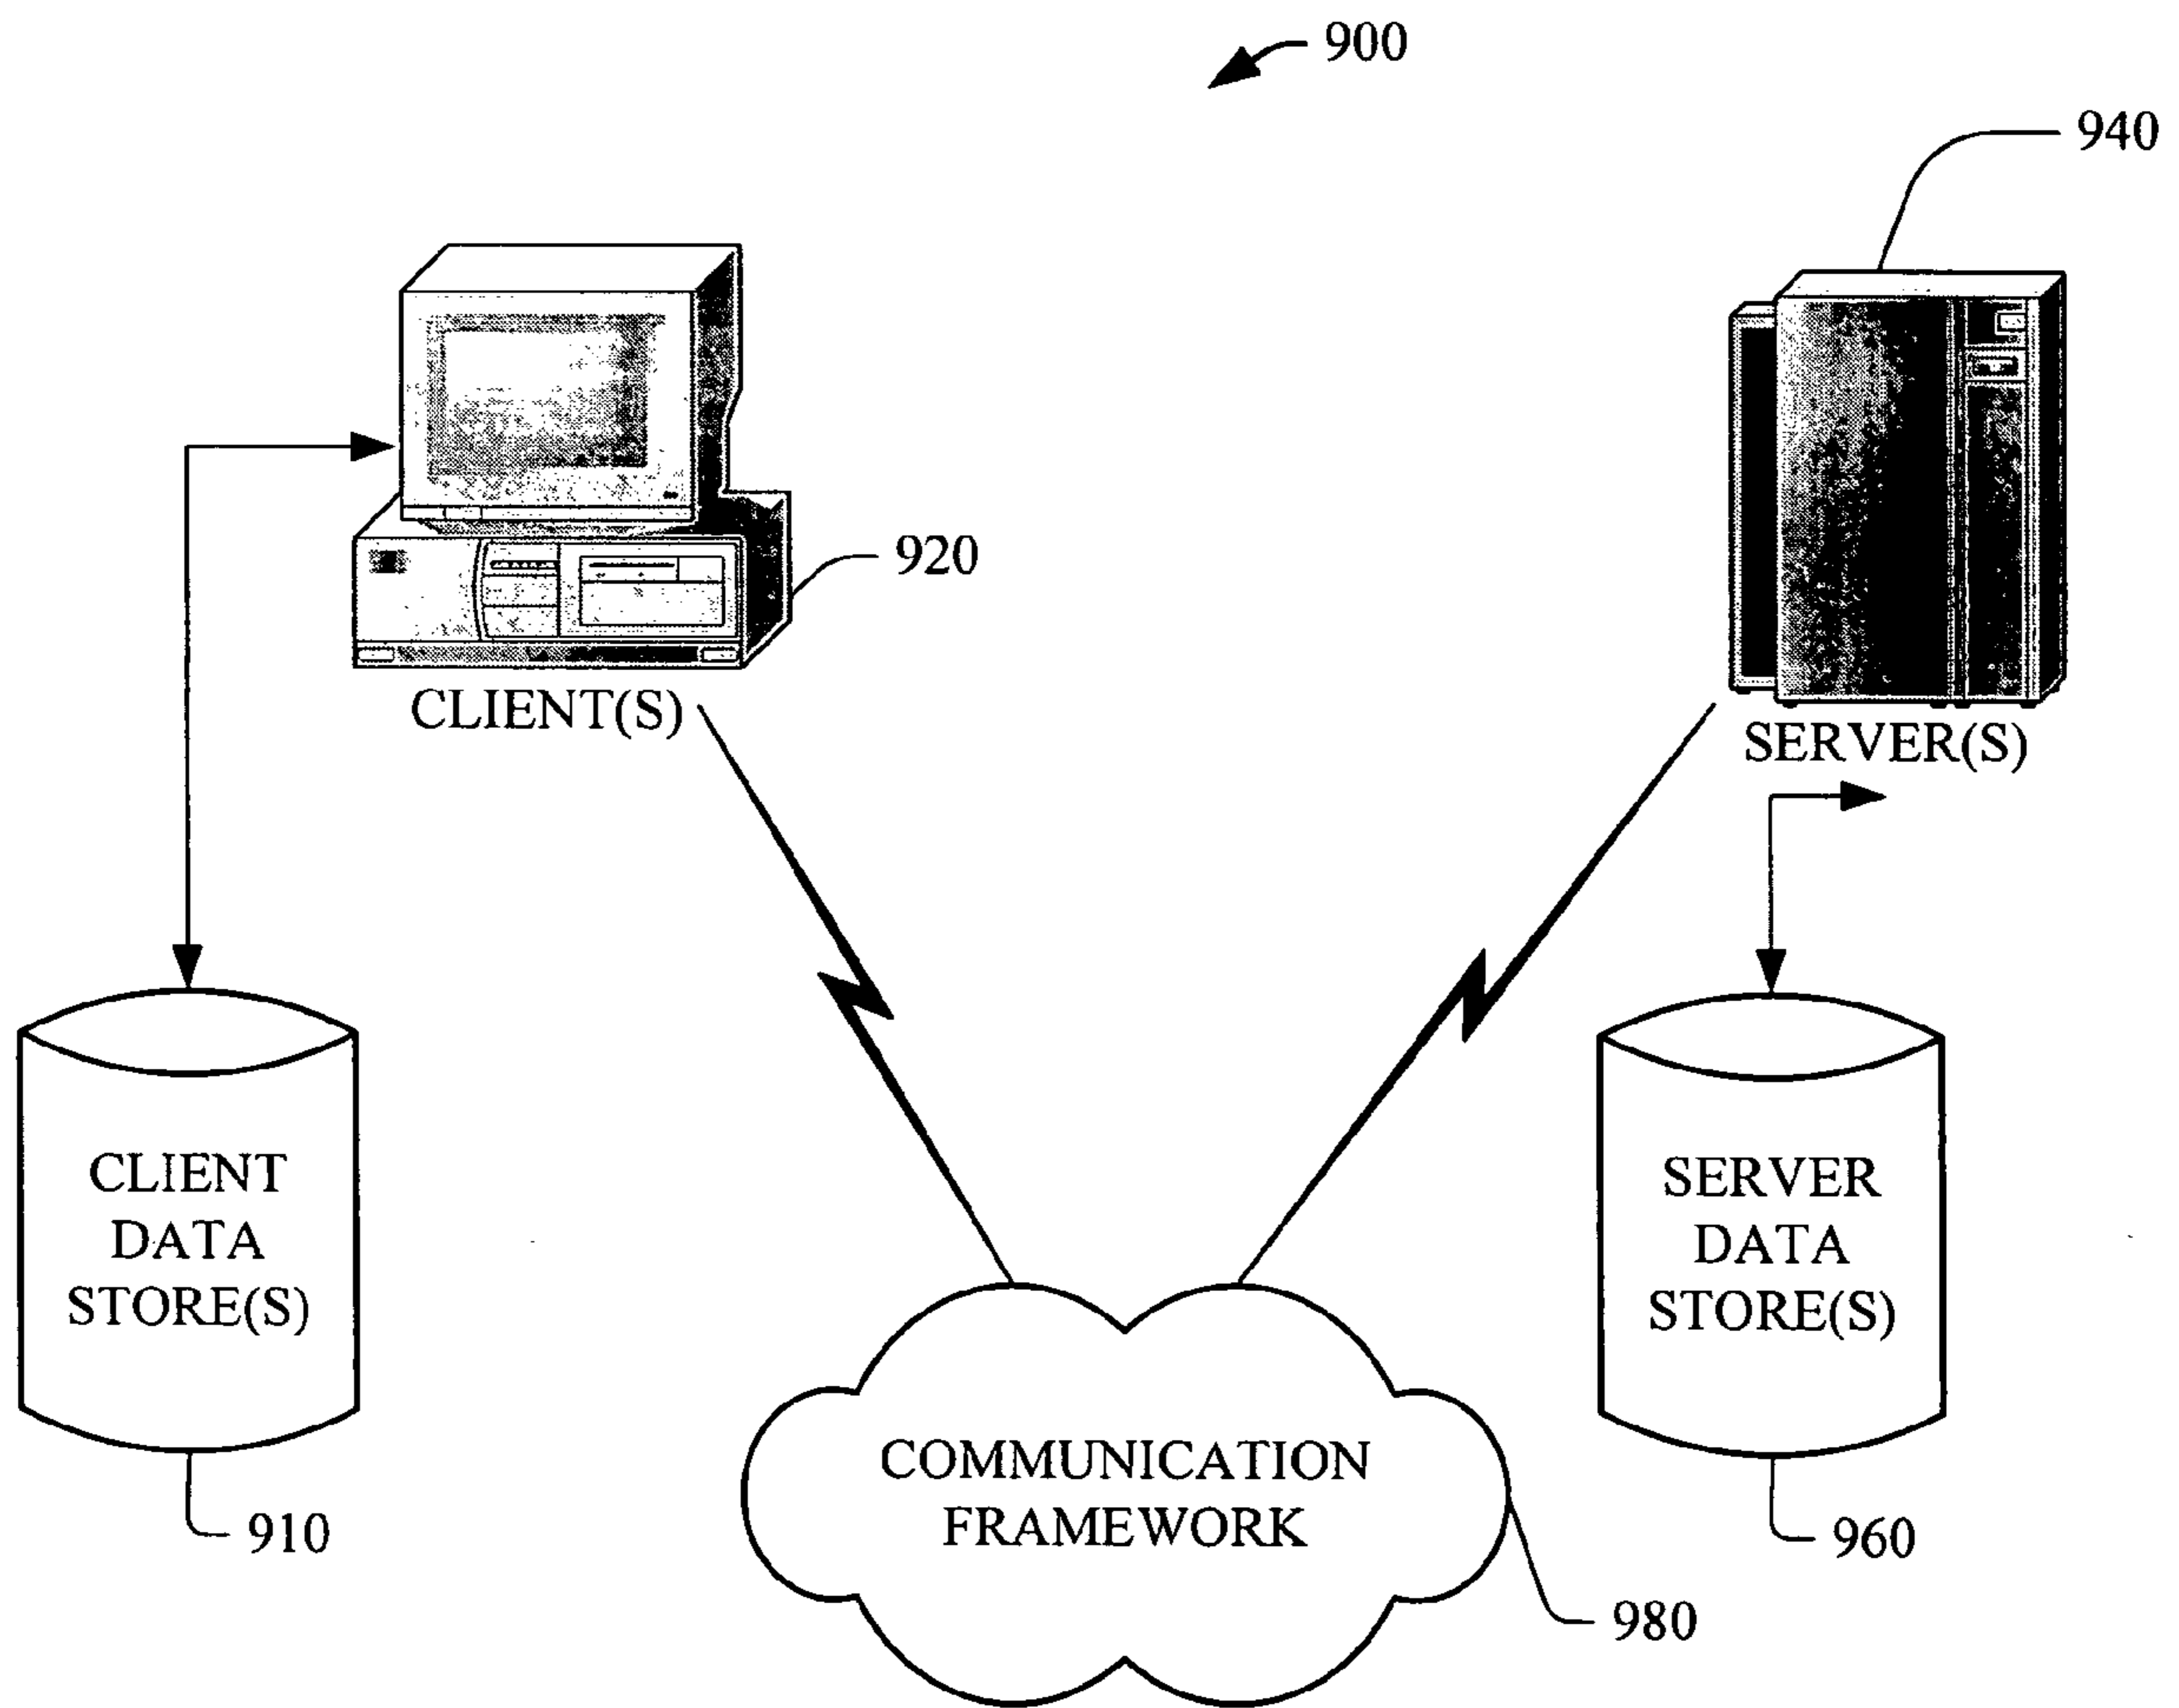 900
940
920
CLIENT(S)
SERVER(S)
CLIENT
DATA
STORE(S)
SERVER
DATA
STORE(S)
COMMUNICATION
FRAMEWORK
910
960
980